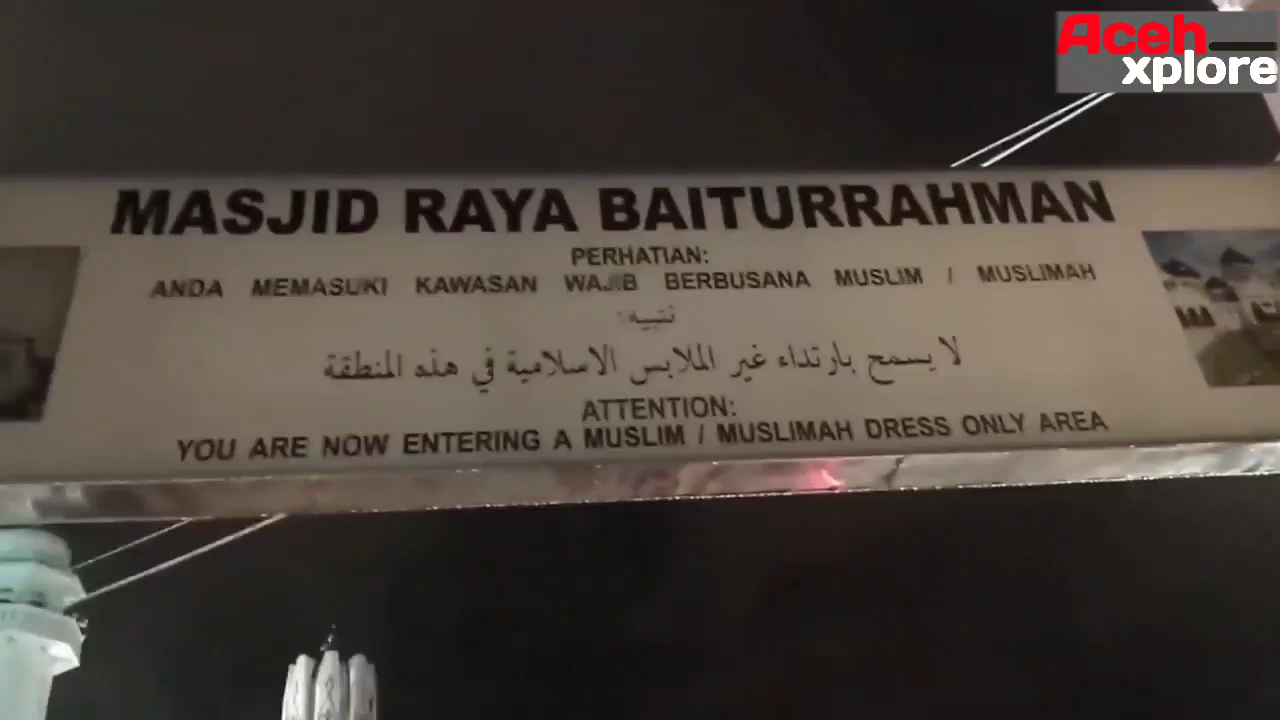 Aceh
xplore
MASJID RAYA BAITURRAHMAN
PERHATIAN:
ANDA MEMASUKI KAWASAN WAJIB BERBUSANA MUSLIM / MUSLIMAH
تنبيه:
لا يسمح بارتداء غير الملابس الاسلامية في هذه المنطقة
ATTENTION:
YOU ARE NOW ENTERING A MUSLIM / MUSLIMAH DRESS ONLY AREA